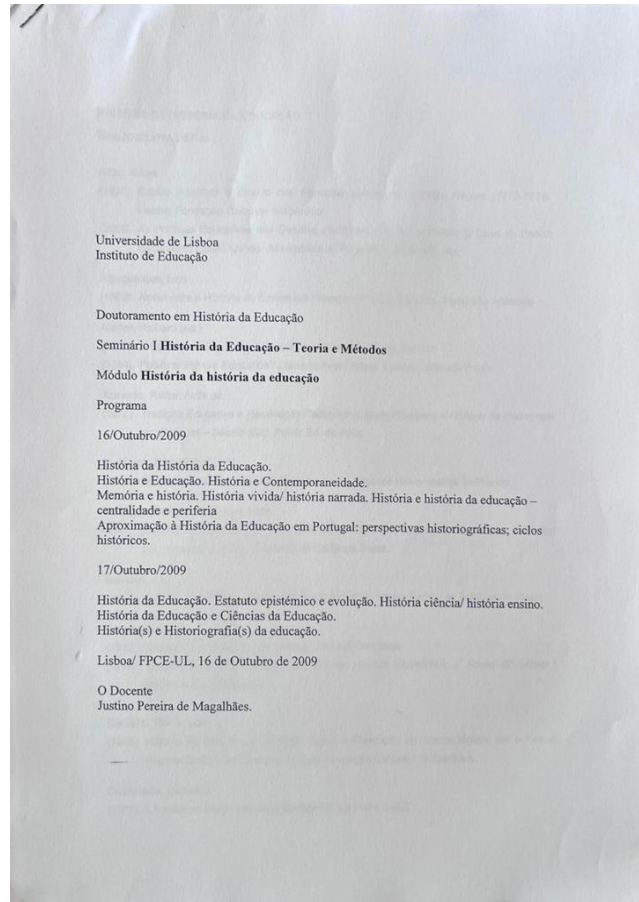 Universidade de Lisboa
Instituto de Educação
Doutoramento em História da Educação
Seminário I História da Educação – Teoria e Métodos
Módulo História da história da educação
Programa
16/Outubro/2009
História da História da Educação.
História e Educação. História e Contemporaneidade.
Memória e história. História vivida/ história narrada. História e história da educação –
centralidade e periferia
Aproximação à História da Educação em Portugal: perspectivas historiográficas; ciclos
históricos.
17/Outubro/2009
História da Educação. Estatuto epistémico e evolução. História ciência/ história ensino.
História da Educação e Ciências da Educação.
História(s) e Historiografia(s) da educação.
Lisboa/ FPCE-UL, 16 de Outubro de 2009
O Docente
Justino Pereira de Magalhães.